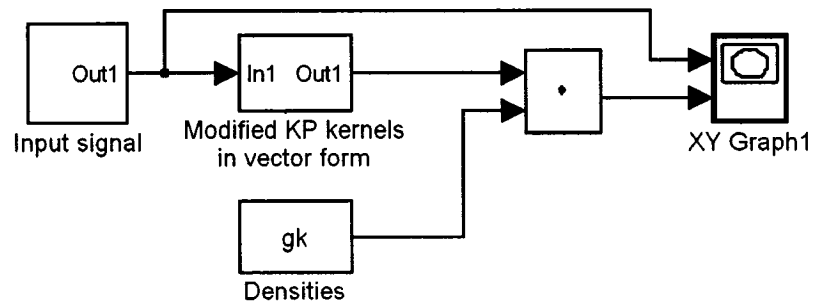 Out1
Input signal
In1 Out1
Modified KP kernels
in vector form
XY Graph1
gk
Densities